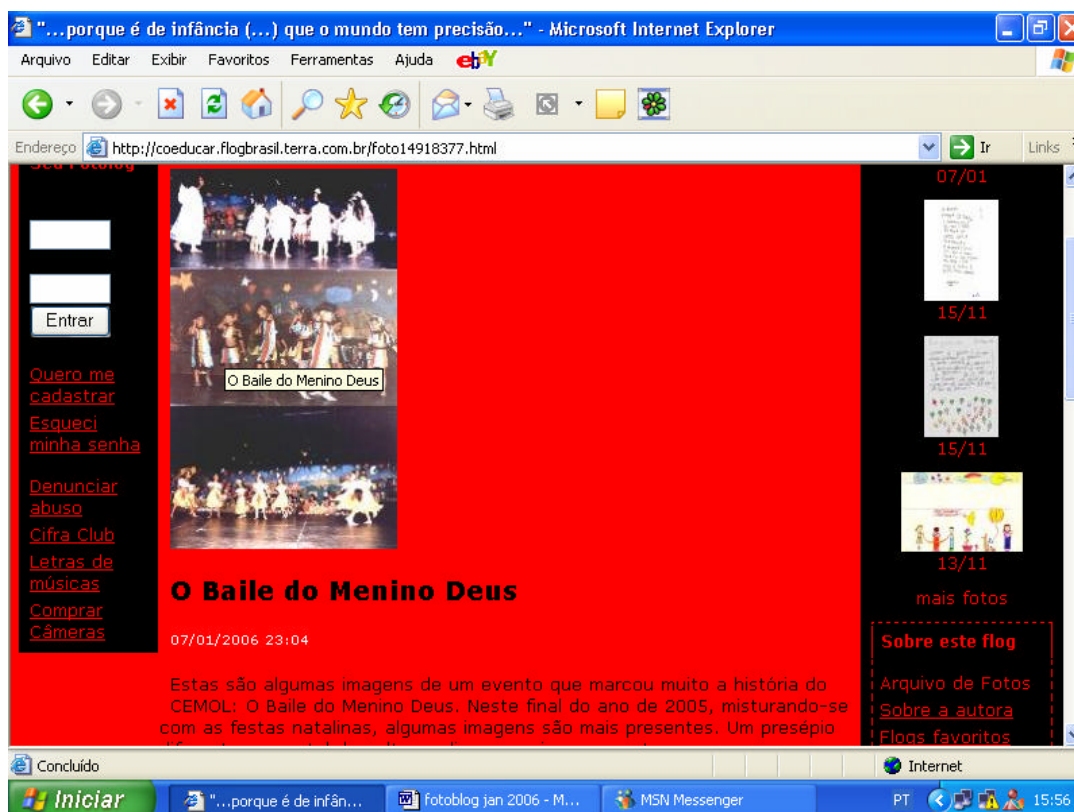 "...porque é de infância (...) que o mundo tem precisão..." - Microsoft Internet Explorer
Arquivo Editar Exibir Favoritos Ferramentas Ajuda ebY
Endereço http://coeducar.flogbrasil.terra.com.br/foto14918377.html Ir Links
Seu Fotolog
Entrar
Quero me
cadastrar
Esqueci
minha senha
Denunciar
abuso
Cifra Club
Letras de
músicas
Comprar
Câmeras
O Baile do Menino Deus
O Baile do Menino Deus
07/01/2006 23:04
Estas são algumas imagens de um evento que marcou muito a história do
CEMOL: O Baile do Menino Deus. Neste final do ano de 2005, misturando-se
com as festas natalinas, algumas imagens são mais presentes. Um presépio
07/01
15/11
15/11
13/11
mais fotos
Sobre este flog
Arquivo de Fotos
Sobre a autora
Flogs favoritos
Concluído Internet
Iniciar "...porque é de infân... fotoblog jan 2006 - M... MSN Messenger PT 15:56